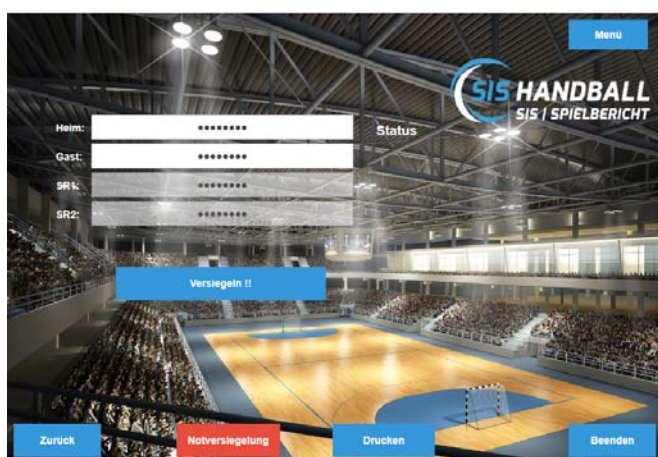 Menü
SIS HANDBALL
SIS | SPIELBERICHT
Heim: ●●●●●●●●
Status
Gast: ●●●●●●●●
SR1: ●●●●●●●●
SR2: ●●●●●●●●
Versiegeln !!
Zurück
Notversiegelung
Drucken
Beenden